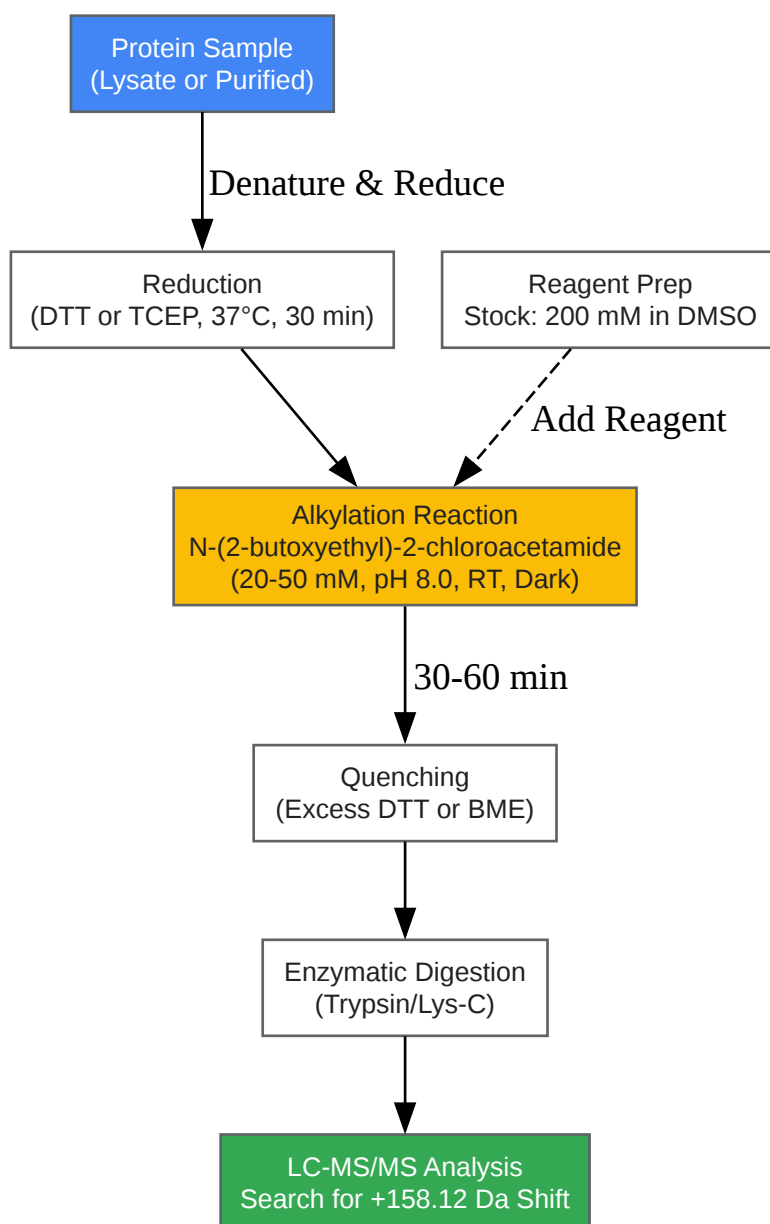 Protein Sample
(Lysate or Purified)
Denature & Reduce
Reduction
(DTT or TCEP, 37°C, 30 min)
Reagent Prep
Stock: 200 mM in DMSO
Add Reagent
Alkylation Reaction
N-(2-butoxyethyl)-2-chloroacetamide
(20-50 mM, pH 8.0, RT, Dark)
30-60 min
Quenching
(Excess DTT or BME)
Enzymatic Digestion
(Trypsin/Lys-C)
LC-MS/MS Analysis
Search for +158.12 Da Shift